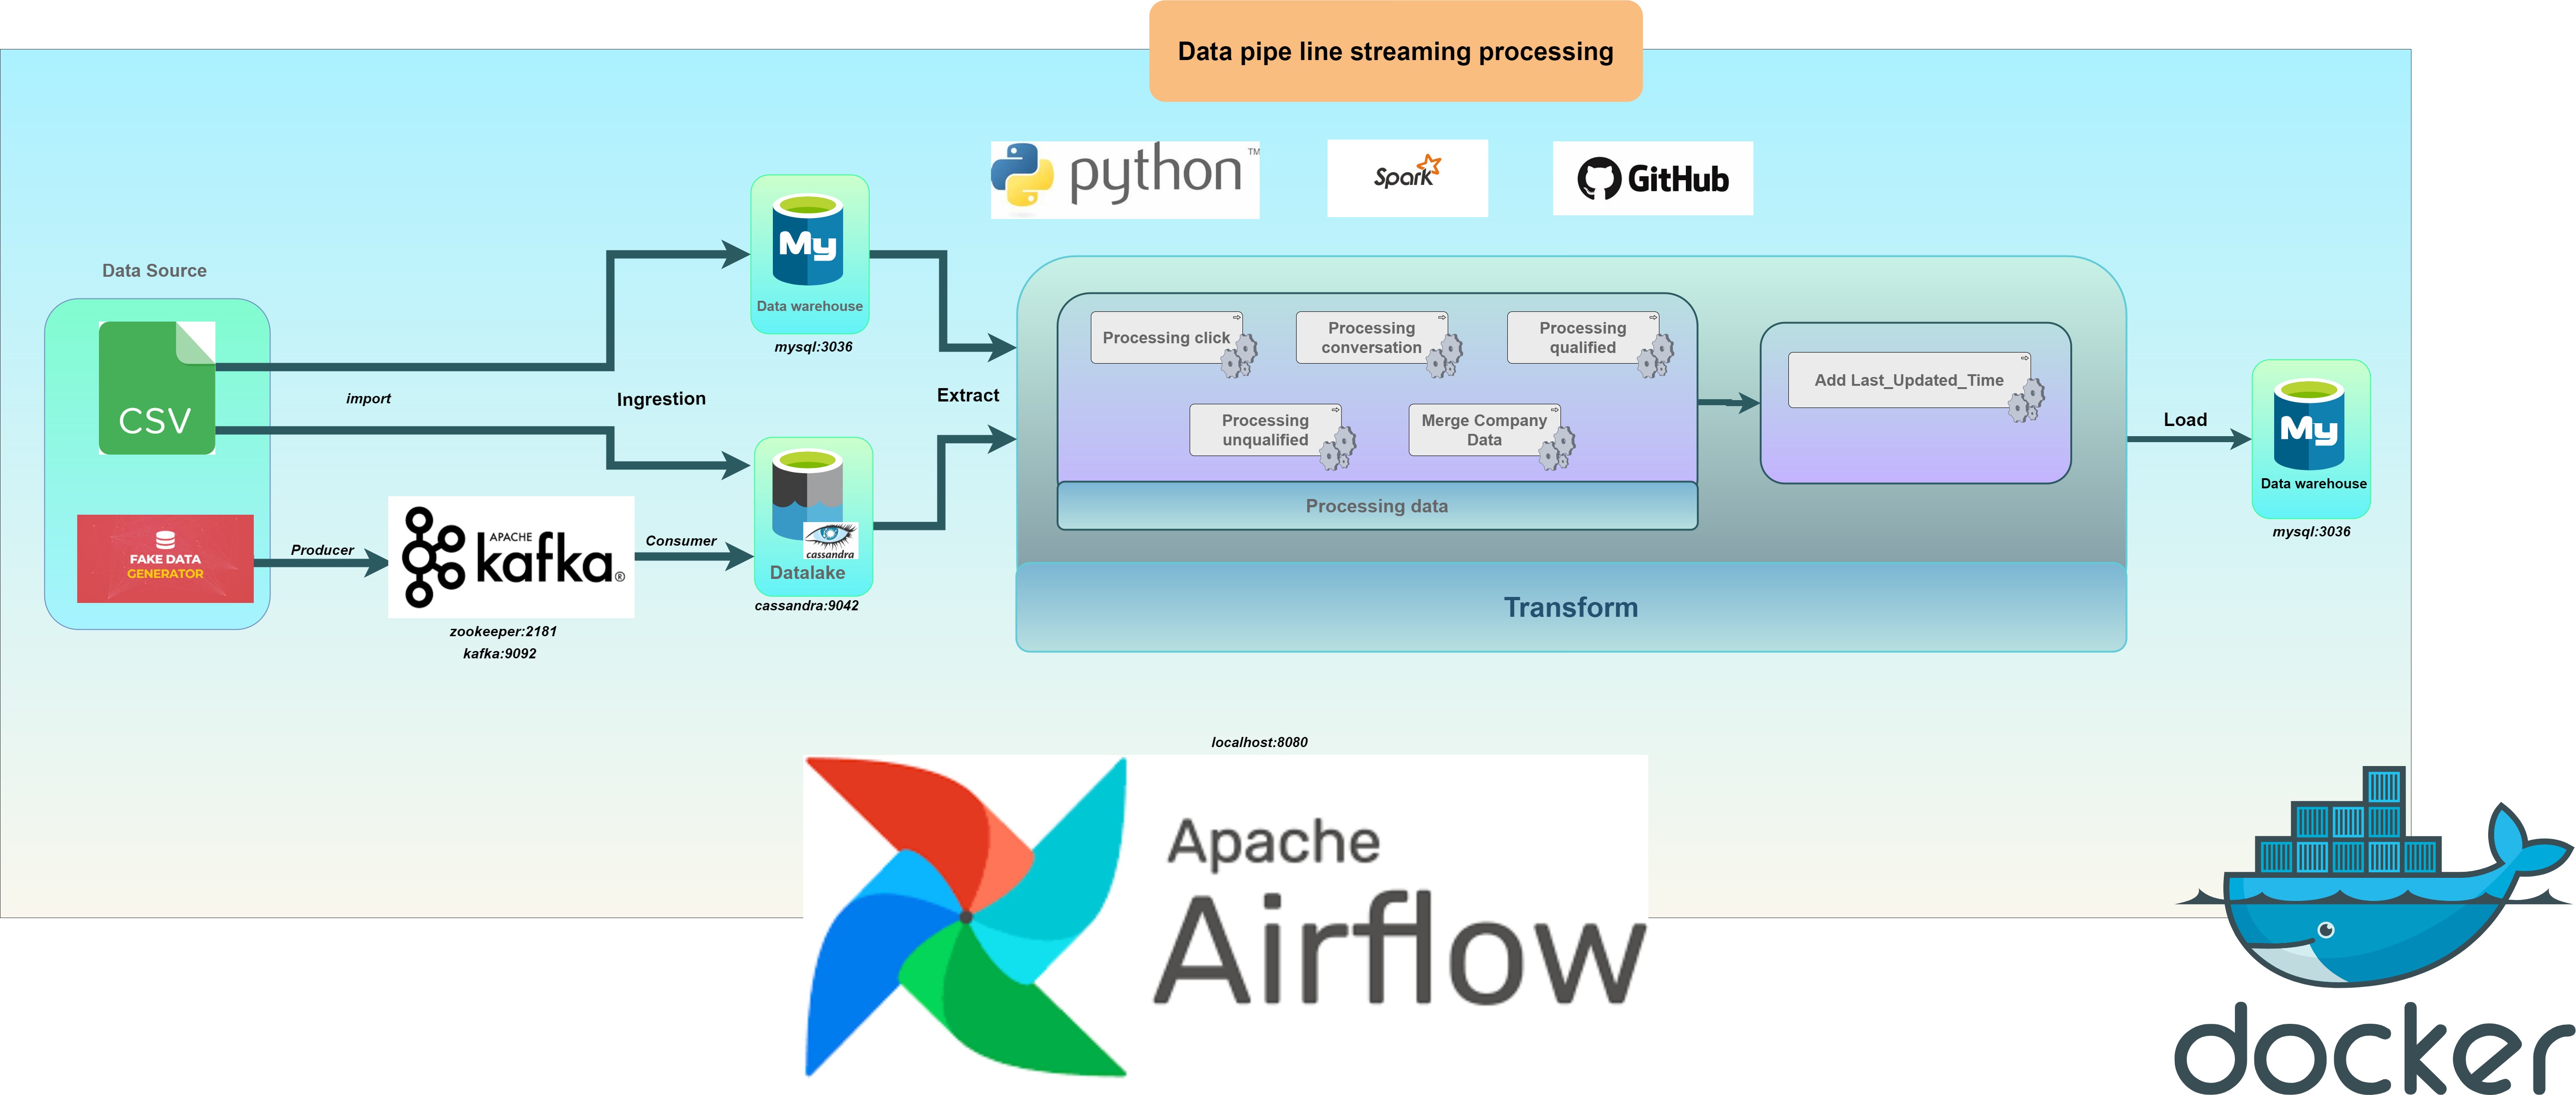 Data pipe line streaming processing
python
TM
Spark
GitHub
Data Source
CSV
FAKE DATA
GENERATOR
import
Producer
APACHE
kafka®
zookeeper:2181
kafka:9092
Ingestion
Consumer
My
Data warehouse
mysql:3036
cassandra
Datalake
cassandra:9042
Extract
Processing click
Processing
conversation
Processing
qualified
Processing
unqualified
Merge Company
Data
Processing data
Add Last_Updated_Time
Transform
Load
My
Data warehouse
mysql:3036
localhost:8080
Apache
Airflow
docker